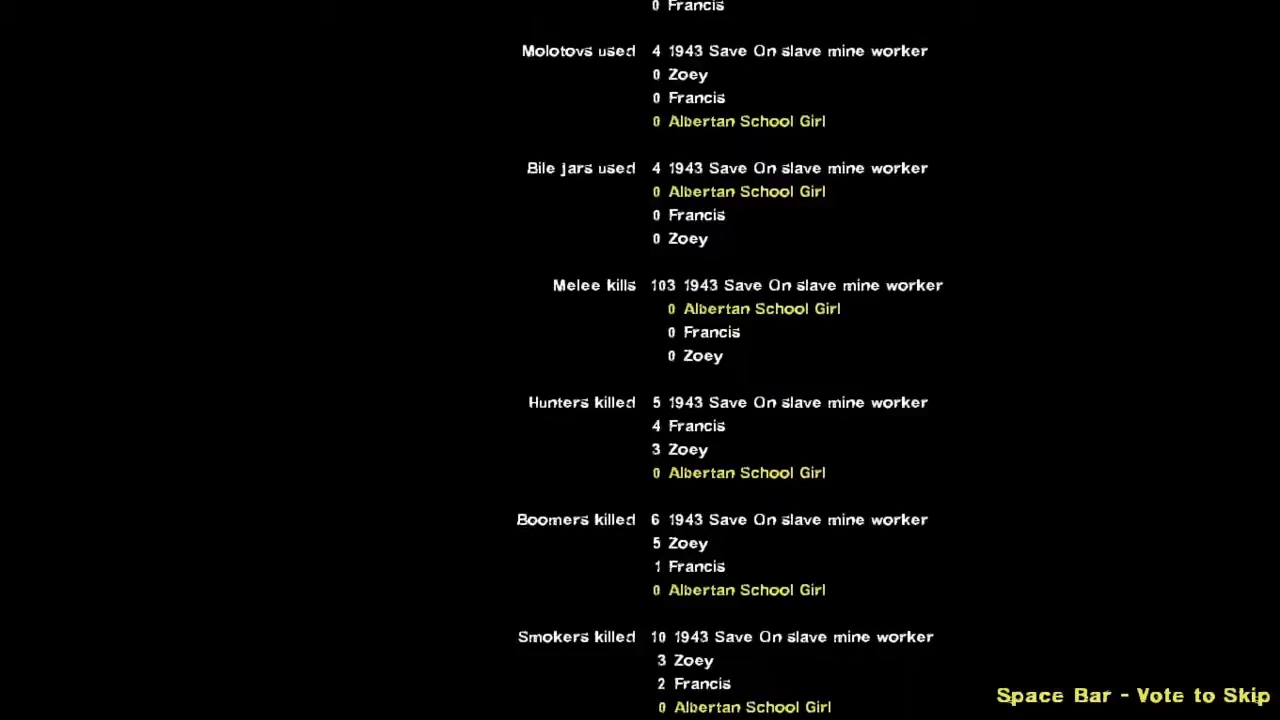 0 Francis
Molotovs used 4 1943 Save On slave mine worker
0 Zoey
0 Francis
0 Albertan School Girl
Bile jars used 4 1943 Save On slave mine worker
0 Albertan School Girl
0 Francis
0 Zoey
Melee kills 103 1943 Save On slave mine worker
0 Albertan School Girl
0 Francis
0 Zoey
Hunters killed 5 1943 Save On slave mine worker
4 Francis
3 Zoey
0 Albertan School Girl
Boomers killed 6 1943 Save On slave mine worker
5 Zoey
1 Francis
0 Albertan School Girl
Smokers killed 10 1943 Save On slave mine worker
3 Zoey
2 Francis
0 Albertan School Girl
Space Bar - Vote to Skip